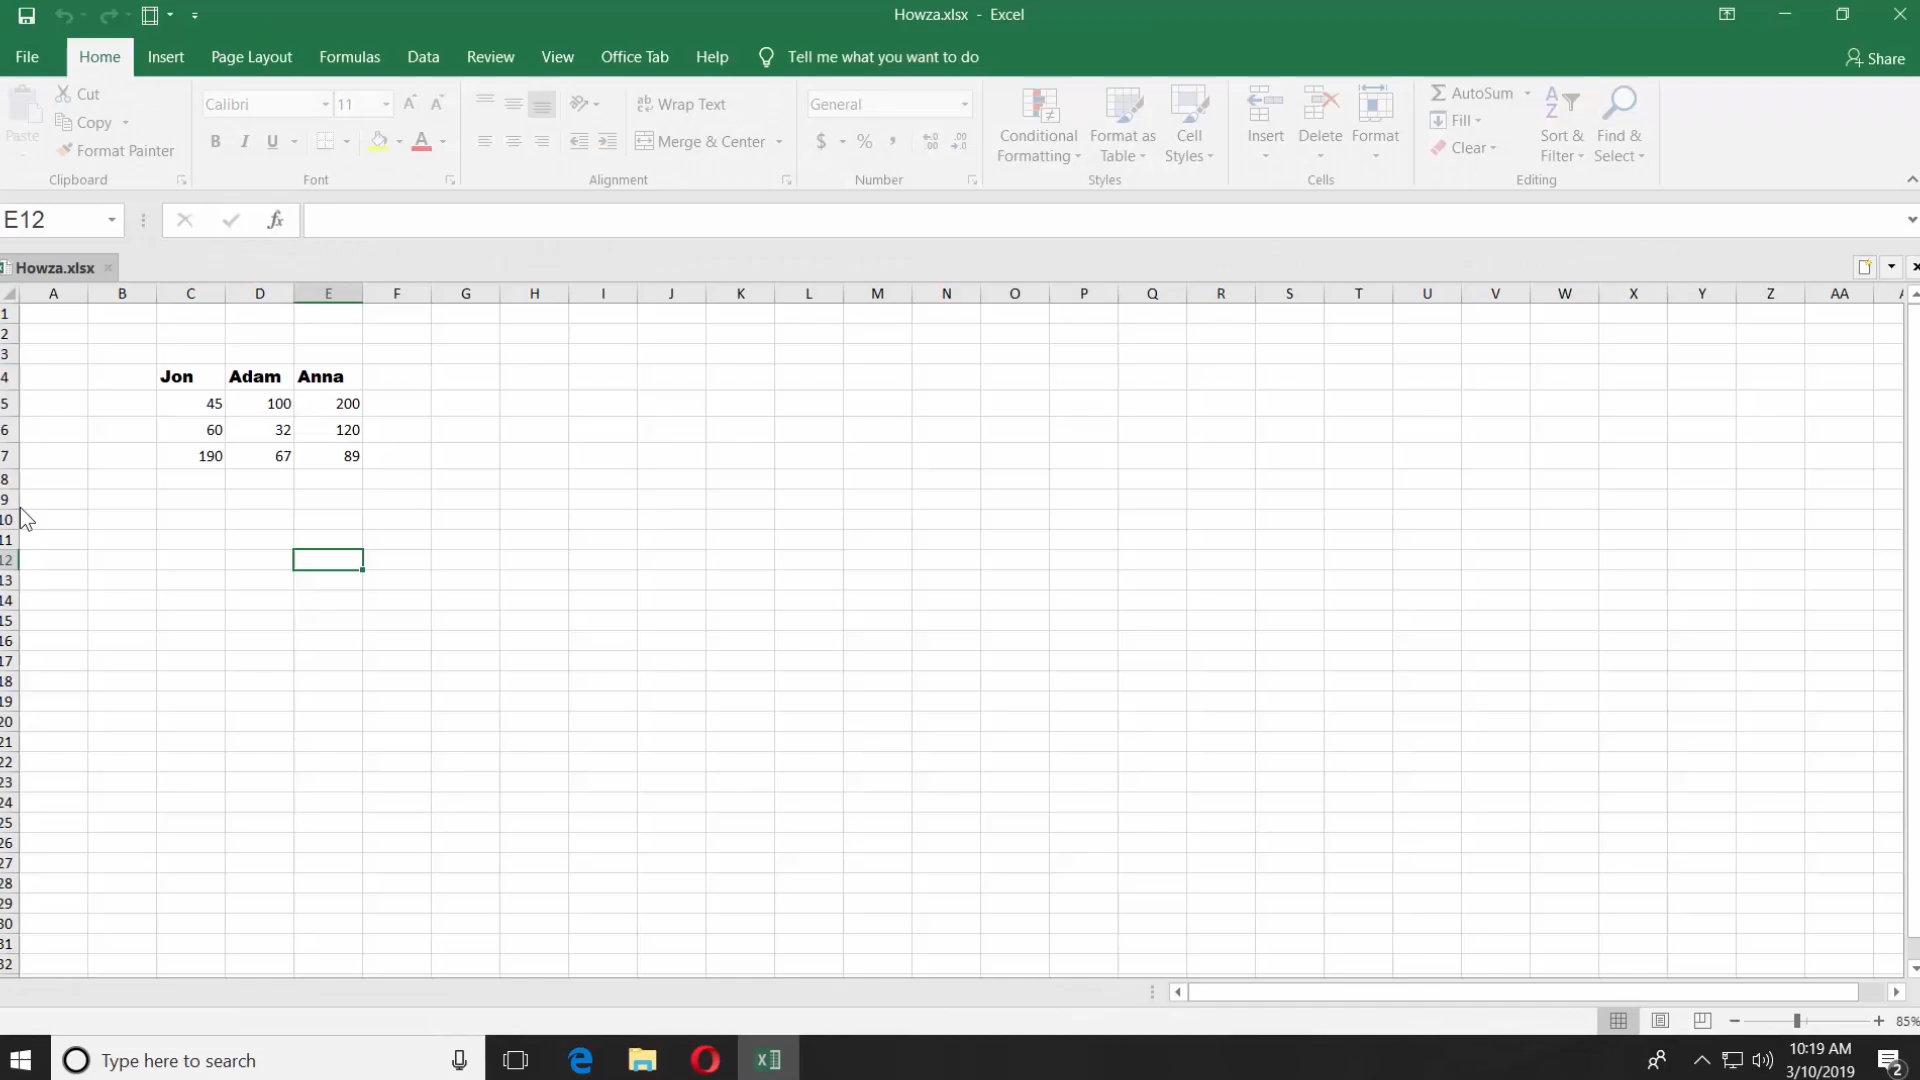 Howza.xlsx - Excel
File Home Insert Page Layout Formulas Data Review View Office Tab Help Tell me what you want to do Share
Paste
Cut
Copy
Format Painter
Clipboard
Calibri 11
B I U A
Font
ab Wrap Text
Merge & Center
Alignment
General
$ % ,
Number
Conditional Formatting
Format as Table
Cell Styles
Styles
Insert Delete Format
Cells
AutoSum
Fill
Clear
Sort & Filter
Find & Select
Editing
E12 fx
Howza.xlsx
A B C D E F G H I J K L M N O P Q R S T U V W X Y Z AA
1
2
3
4 Jon Adam Anna
5 45 100 200
6 60 32 120
7 190 67 89
8
9
10
11
12
13
14
15
16
17
18
19
20
21
22
23
24
25
26
27
28
29
30
31
32
85%
Type here to search
10:19 AM
3/10/2019
2